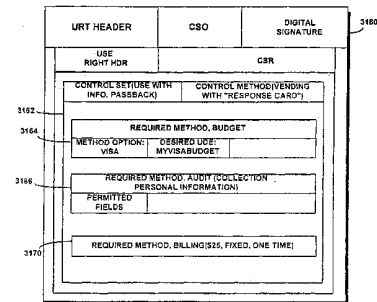 URT HEADER
CSO
DIGITAL
SIGNATURE
3160
USE
RIGHT HDR
CSR
CONTROL SET(USE WITH
INFO. PASSBACK)
CONTROL METHOD(VENDING
WITH "RESPONSE CARD")
3162
REQUIRED METHOD, BUDGET
3164
METHOD OPTION:
VISA
DESIRED UDE:
MYVISABUDGET
3166
REQUIRED METHOD, AUDIT (COLLECTION
PERSONAL INFORMATION)
PERMITTED
FIELDS
3170
REQUIRED METHOD, BILLING($25, FIXED, ONE TIME)